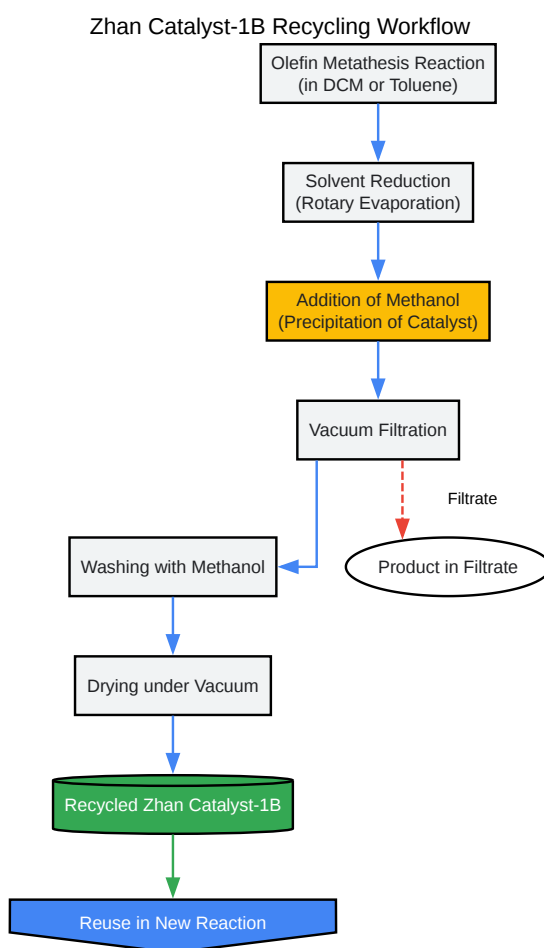 Zhan Catalyst-1B Recycling Workflow
Olefin Metathesis Reaction
(in DCM or Toluene)
Solvent Reduction
(Rotary Evaporation)
Addition of Methanol
(Precipitation of Catalyst)
Vacuum Filtration
Filtrate
Washing with Methanol
Product in Filtrate
Drying under Vacuum
Recycled Zhan Catalyst-1B
Reuse in New Reaction